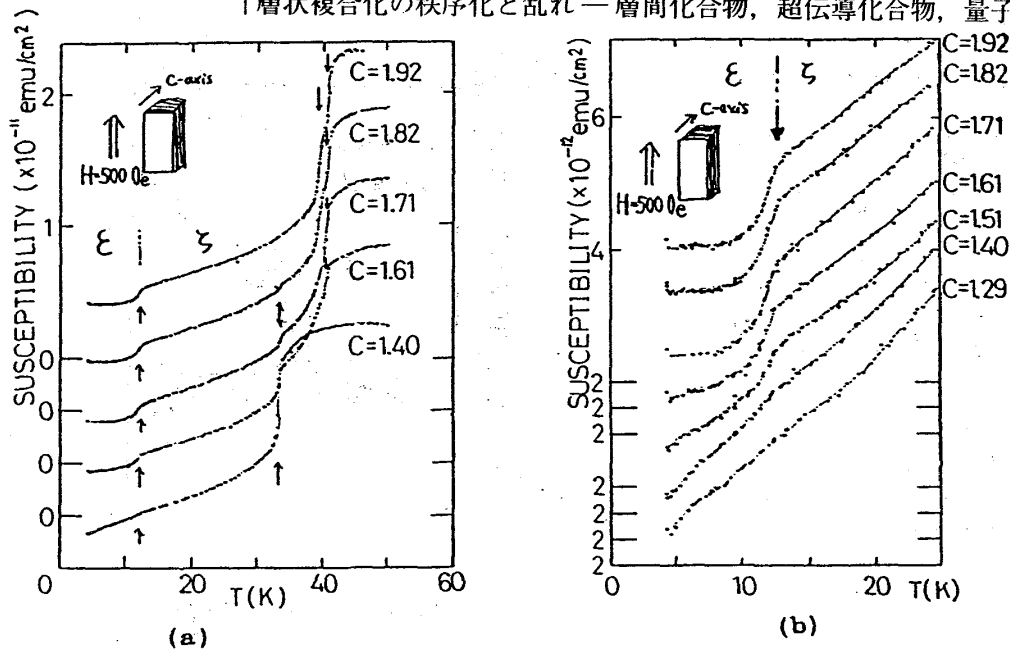 「層状複合化の秩序化と乱れ — 層間化合物, 超伝導化合物, 量子
SUSCEPTIBILITY (x10⁻¹¹ emu/cm²)
2
1
0
0
0
0
c-axis
H=500 Oe
ε
ζ
C=1.92
C=1.82
C=1.71
C=1.61
C=1.40
0
20
40
60
T(K)
(a)
SUSCEPTIBILITY (x10⁻¹² emu/cm²)
6
4
2
2
2
2
2
2
2
c-axis
H=500 Oe
ε
ζ
C=1.92
C=1.82
C=1.71
C=1.61
C=1.51
C=1.40
C=1.29
0
10
20
T(K)
(b)